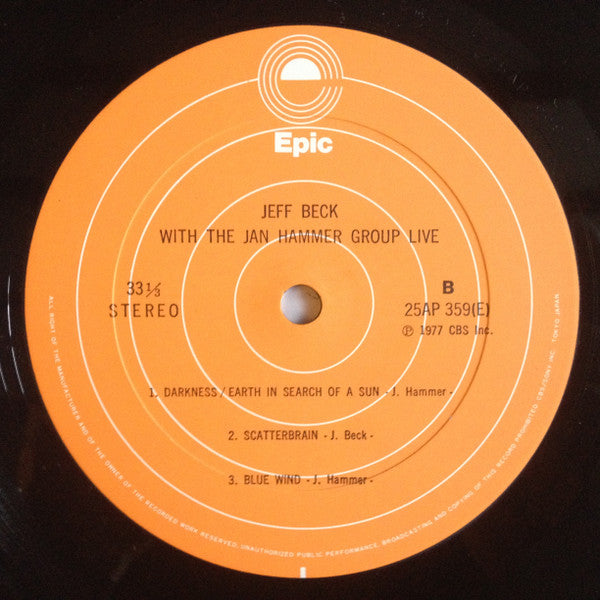 Epic
JEFF BECK
WITH THE JAN HAMMER GROUP LIVE
33⅓
STEREO
B
25AP 359(E)
℗ 1977 CBS Inc.
1. DARKNESS / EARTH IN SEARCH OF A SUN - J. Hammer -
2. SCATTERBRAIN - J. Beck -
3. BLUE WIND - J. Hammer -
ALL RIGHT OF THE MANUFACTURER AND OF THE OWNER OF THE RECORDED WORK RESERVED. UNAUTHORIZED PUBLIC PERFORMANCE, BROADCASTING AND COPYING OF THIS RECORD PROHIBITED. CBS/SONY INC. TOKYO JAPAN